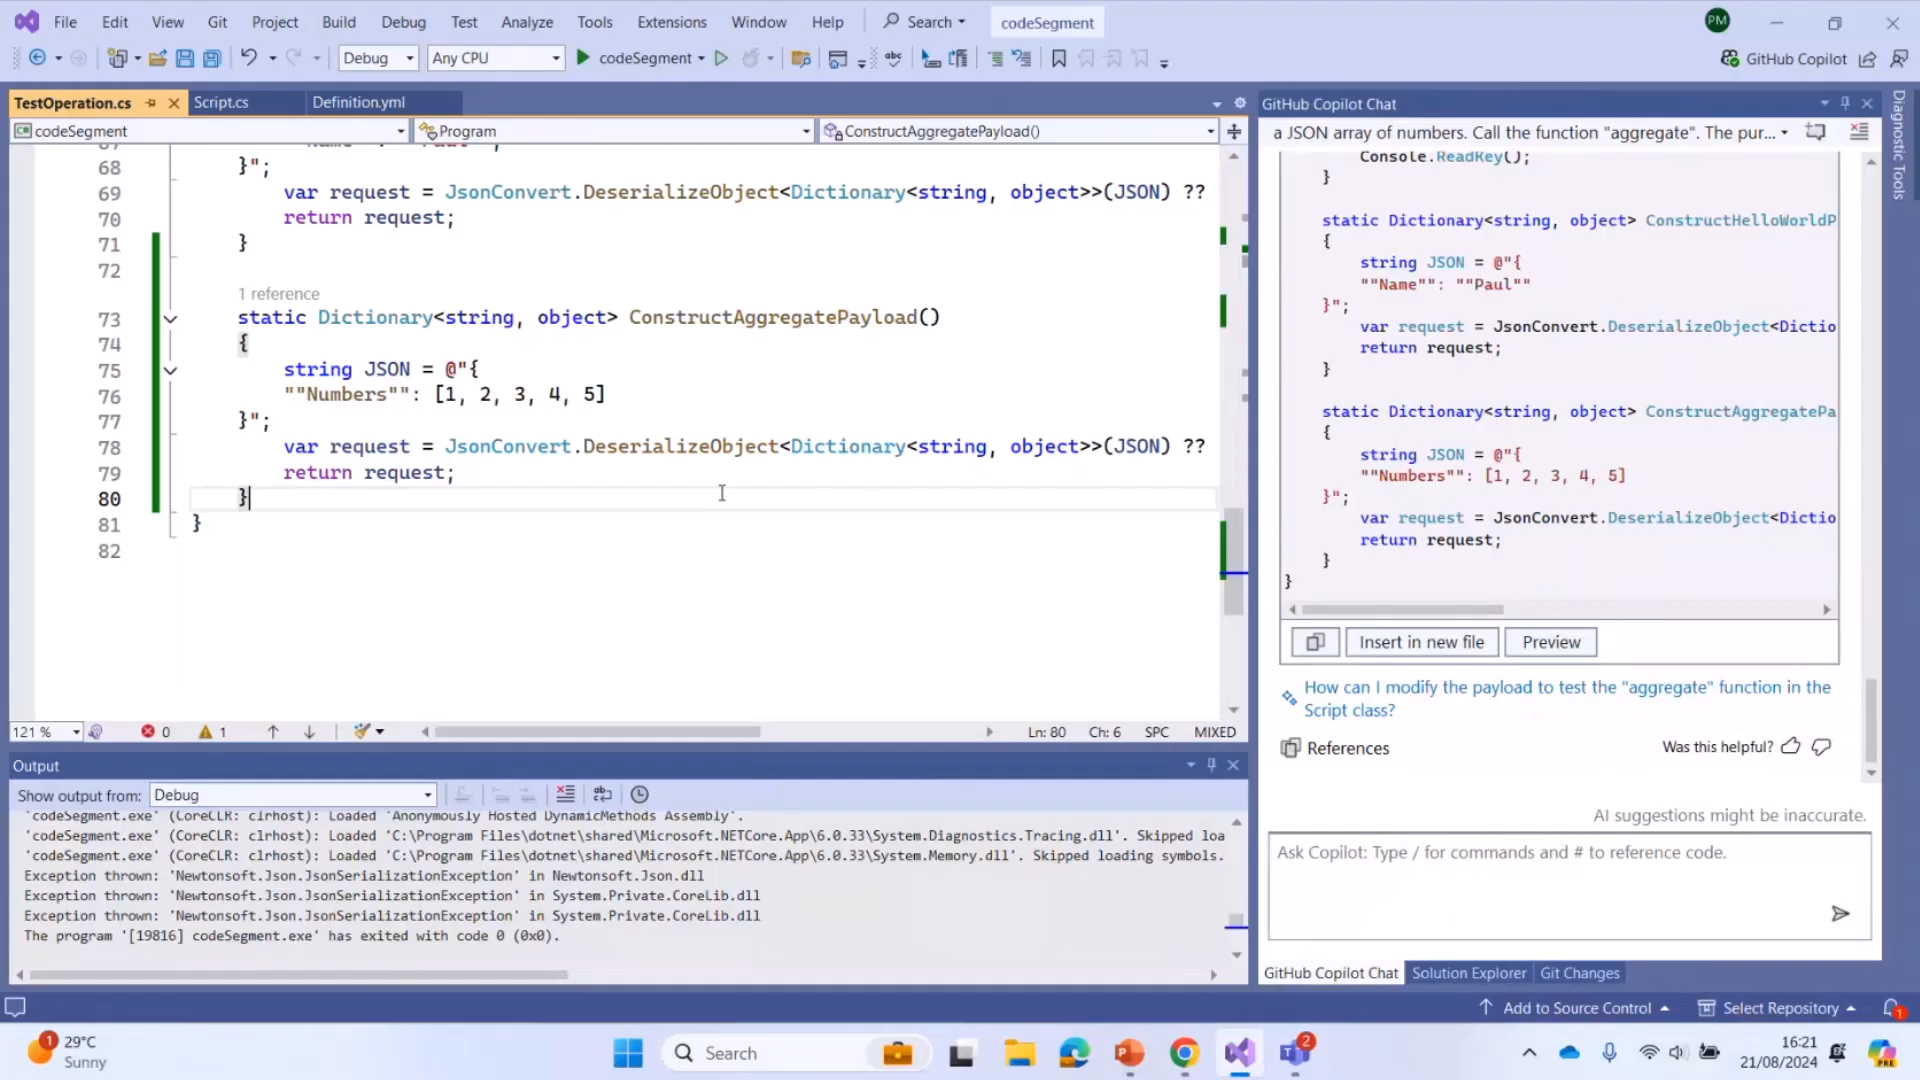 File Edit View Git Project Build Debug Test Analyze Tools Extensions Window Help Search codeSegment PM
Debug Any CPU codeSegment GitHub Copilot
TestOperation.cs Script.cs Definition.yml
codeSegment Program ConstructAggregatePayload()
68 }";
69 var request = JsonConvert.DeserializeObject<Dictionary<string, object>>(JSON) ??
70 return request;
71 }
72
1 reference
73 static Dictionary<string, object> ConstructAggregatePayload()
74 {
75 string JSON = @"{
76 ""Numbers"": [1, 2, 3, 4, 5]
77 }";
78 var request = JsonConvert.DeserializeObject<Dictionary<string, object>>(JSON) ??
79 return request;
80 }
81 }
82
121 % 0 1 Ln: 80 Ch: 6 SPC MIXED
Output
Show output from: Debug
'codeSegment.exe' (CoreCLR: clrhost): Loaded 'Anonymously Hosted DynamicMethods Assembly'.
'codeSegment.exe' (CoreCLR: clrhost): Loaded 'C:\Program Files\dotnet\shared\Microsoft.NETCore.App\6.0.33\System.Diagnostics.Tracing.dll'. Skipped loa
'codeSegment.exe' (CoreCLR: clrhost): Loaded 'C:\Program Files\dotnet\shared\Microsoft.NETCore.App\6.0.33\System.Memory.dll'. Skipped loading symbols.
Exception thrown: 'Newtonsoft.Json.JsonSerializationException' in Newtonsoft.Json.dll
Exception thrown: 'Newtonsoft.Json.JsonSerializationException' in System.Private.CoreLib.dll
Exception thrown: 'Newtonsoft.Json.JsonSerializationException' in System.Private.CoreLib.dll
The program '[19816] codeSegment.exe' has exited with code 0 (0x0).
GitHub Copilot Chat
a JSON array of numbers. Call the function "aggregate". The pur...
Console.ReadKey();
}
static Dictionary<string, object> ConstructHelloWorldP
{
string JSON = @"{
""Name"": ""Paul""
}";
var request = JsonConvert.DeserializeObject<Dictio
return request;
}
static Dictionary<string, object> ConstructAggregatePa
{
string JSON = @"{
""Numbers"": [1, 2, 3, 4, 5]
}";
var request = JsonConvert.DeserializeObject<Dictio
return request;
}
}
Insert in new file Preview
How can I modify the payload to test the "aggregate" function in the
Script class?
References Was this helpful?
AI suggestions might be inaccurate.
Ask Copilot: Type / for commands and # to reference code.
GitHub Copilot Chat Solution Explorer Git Changes
Diagnostic Tools
Add to Source Control Select Repository 1
1 29°C
Sunny
Search
2
16:21
21/08/2024
PRE